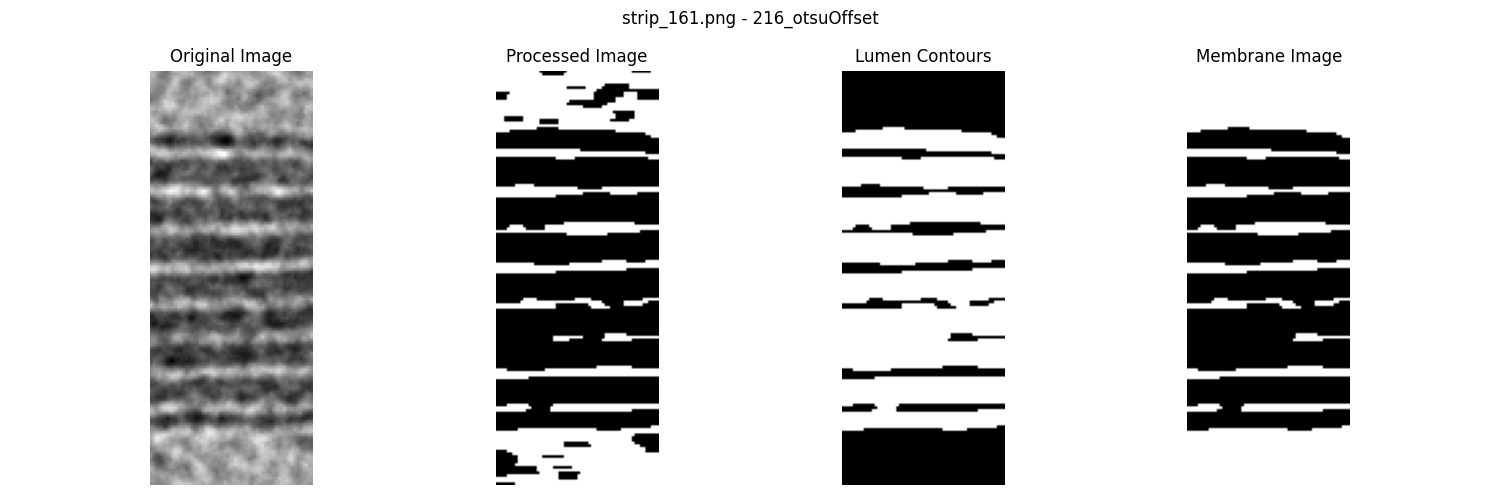 strip_161.png - 216_otsuOffset
Original Image
Processed Image
Lumen Contours
Membrane Image